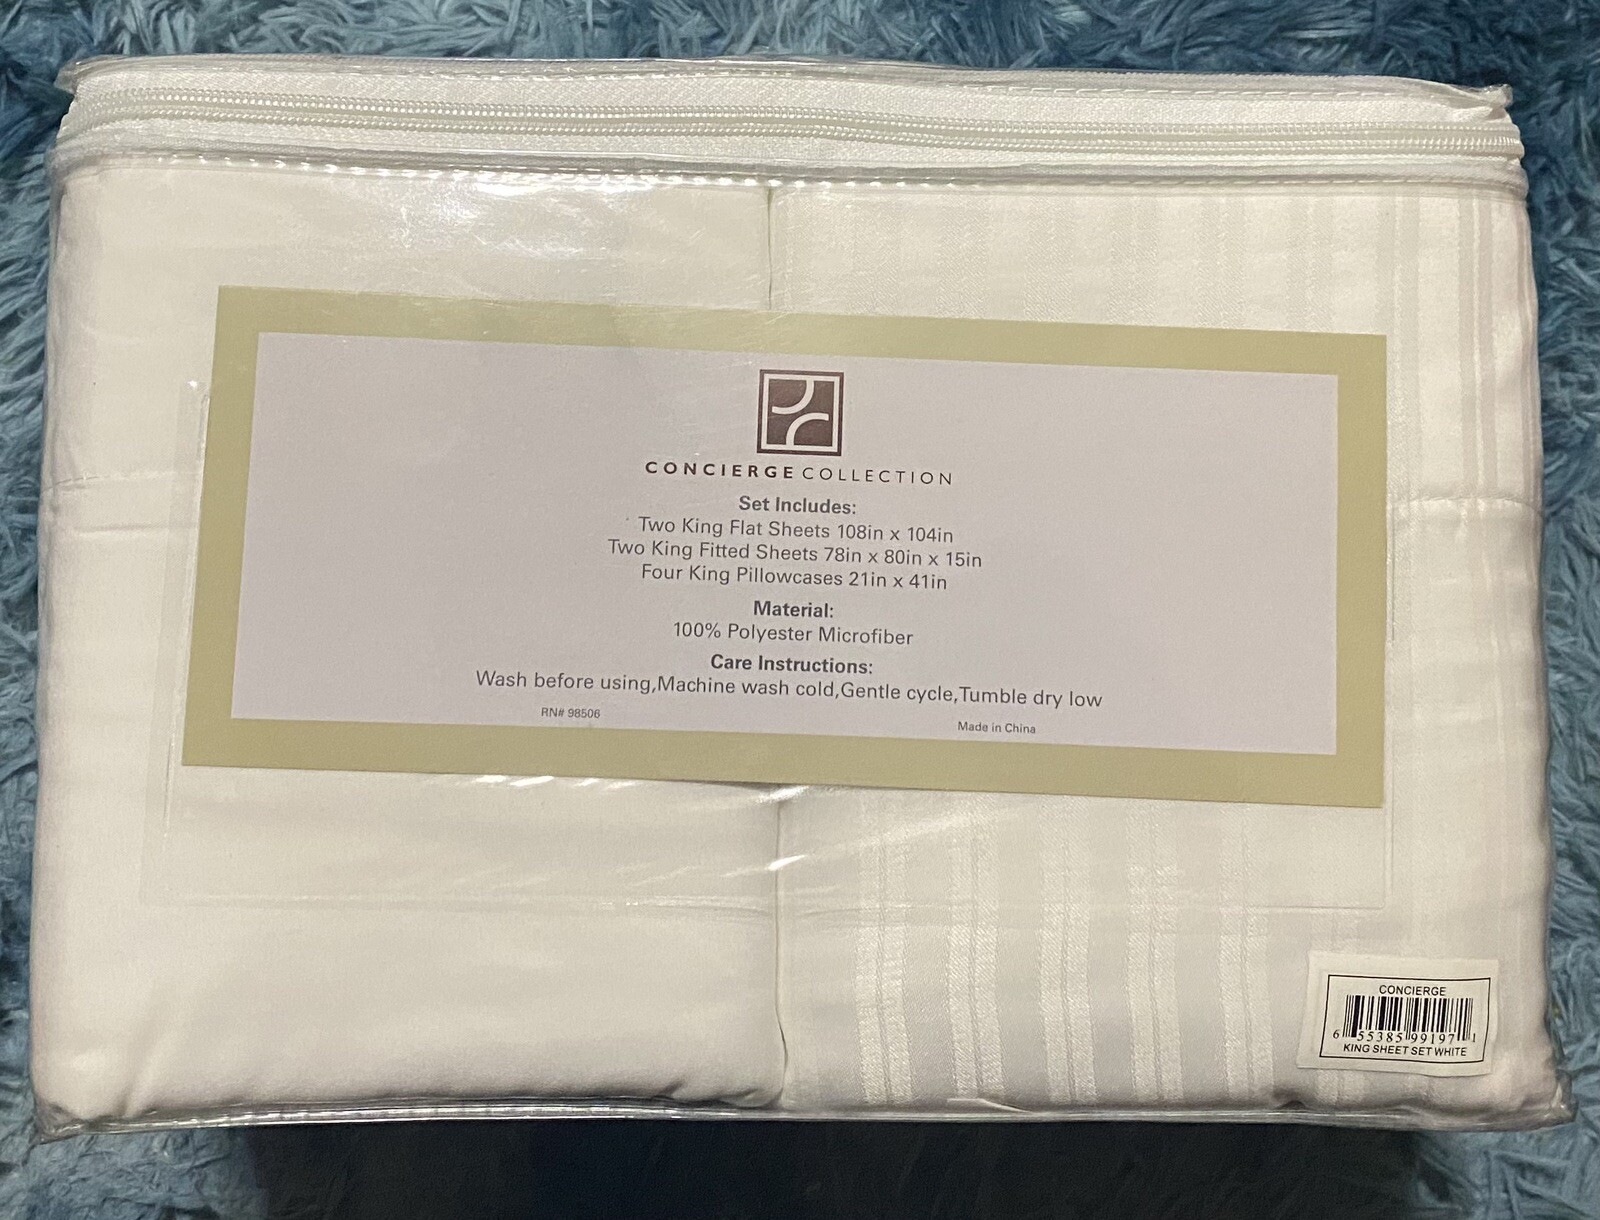 CONCIERGE COLLECTION
Set Includes:
Two King Flat Sheets 108in x 104in
Two King Fitted Sheets 78in x 80in x 15in
Four King Pillowcases 21in x 41in
Material:
100% Polyester Microfiber
Care Instructions:
Wash before using,Machine wash cold,Gentle cycle,Tumble dry low
RN# 98506
Made in China
CONCIERGE
6 55385 99197 1
KING SHEET SET WHITE